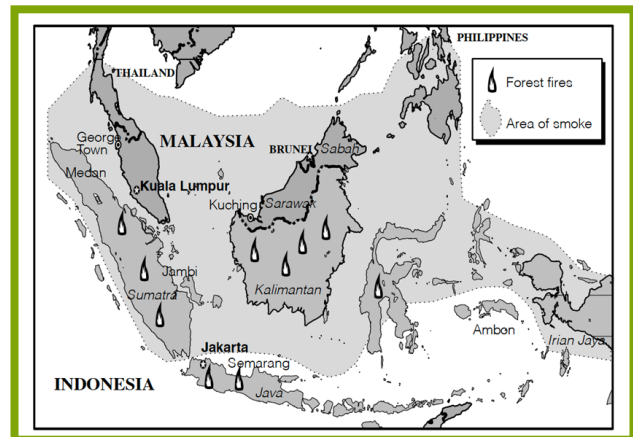 PHILIPPINES
Forest fires
Area of smoke
THAILAND
George
Town
MALAYSIA
Medan
BRUNEI
Sabah
Kuala Lumpur
Kuching
Sarawak
Jambi
Sumatra
Kalimantan
Ambon
Irian Jaya
Jakarta
Semarang
Java
INDONESIA